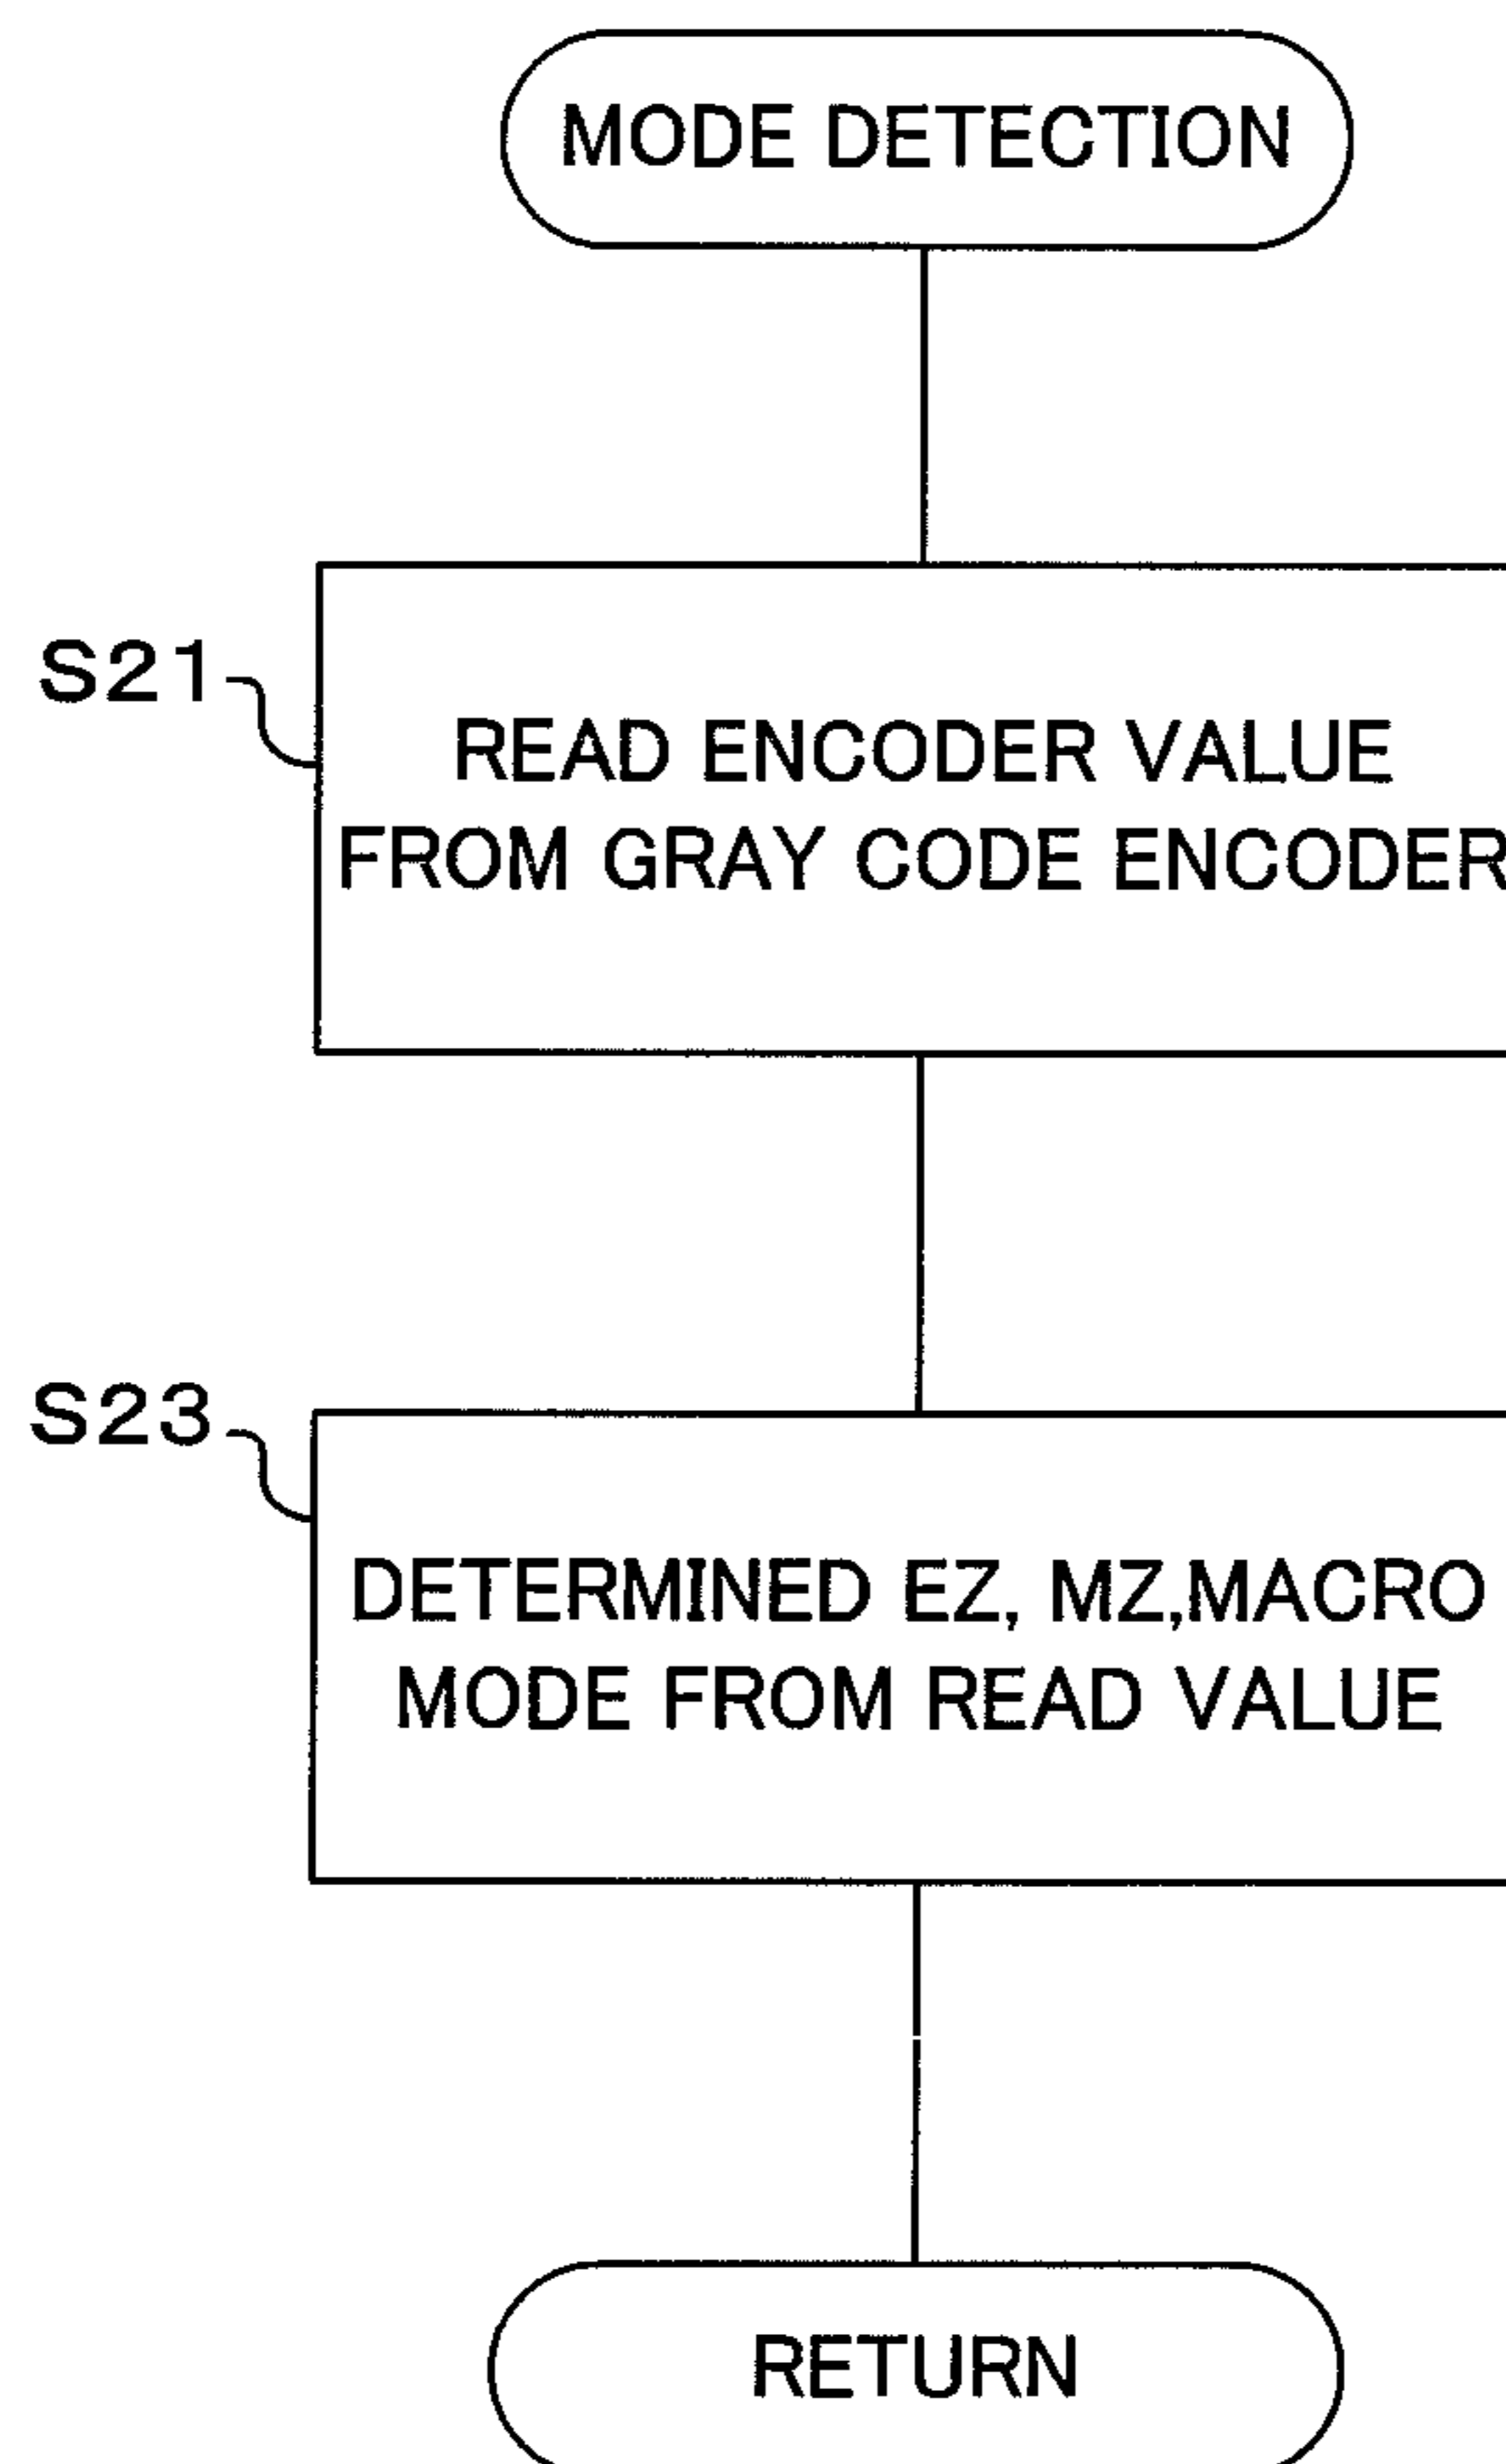 MODE DETECTION
S21
READ ENCODER VALUE
FROM GRAY CODE ENCODER
S23
DETERMINED EZ, MZ,MACRO
MODE FROM READ VALUE
RETURN